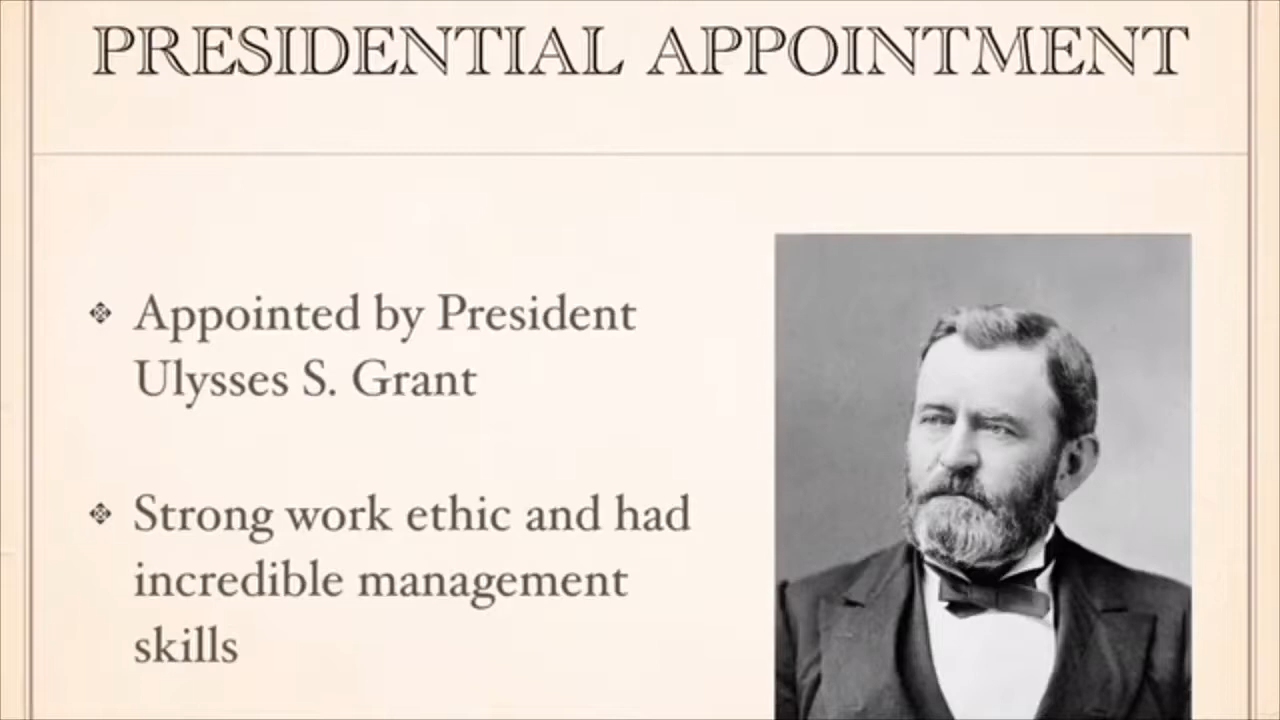 PRESIDENTIAL APPOINTMENT
Appointed by President
Ulysses S. Grant
Strong work ethic and had
incredible management
skills